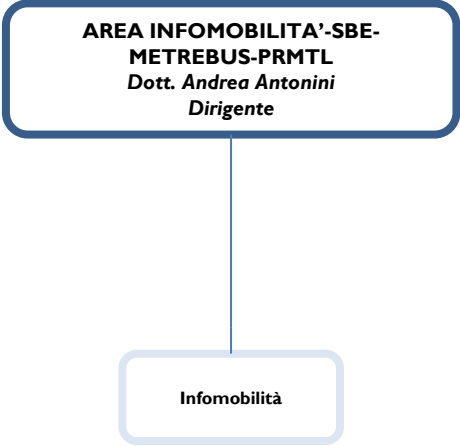 AREA INFOMOBILITA’-SBE-
METREBUS-PRMTL
Dott. Andrea Antonini
Dirigente
Infomobilità